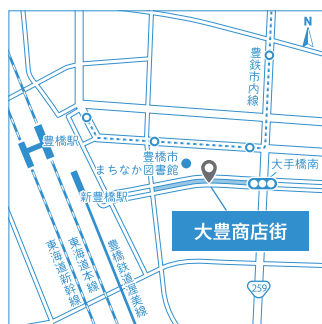 N
豊鉄市内線
豊橋駅
豊橋市
まちなか図書館
大手橋南
新豊橋駅
大豊商店街
東海道新幹線
東海道本線
豊橋鉄道渥美線
259